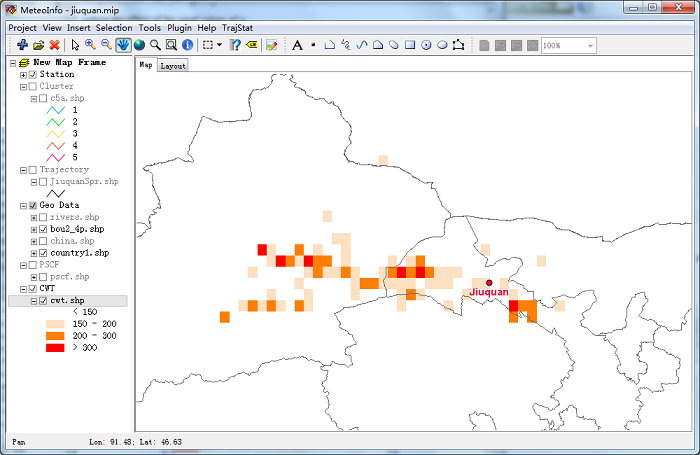 MeteoInfo - jiuquan.mip
Project View Insert Selection Tools Plugin Help TrajStat
A 100%
New Map Frame
Station
Cluster
c5a.shp
1
2
3
4
5
Trajectory
JiuquanSpr.shp
Geo Data
rivers.shp
bou2_4p.shp
china.shp
country1.shp
PSCF
pscf.shp
CWT
cwt.shp
< 150
150 - 200
200 - 300
> 300
Map Layout
Jiuquan
Pan Lon: 91.48; Lat: 46.63